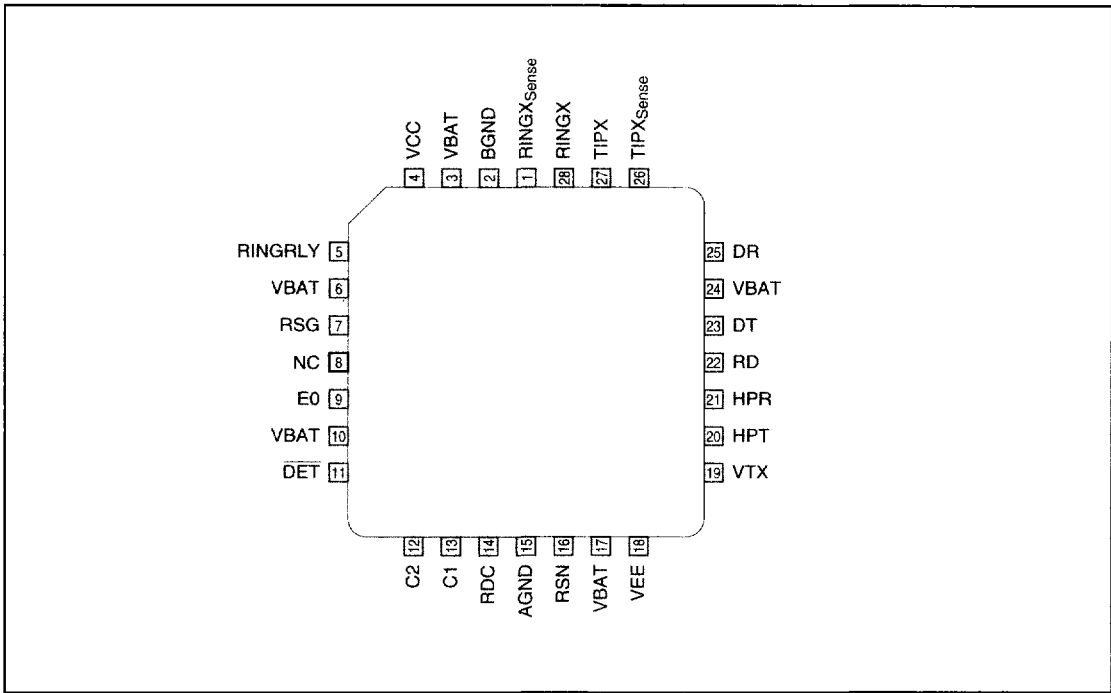 VCC
VBAT
BGND
RINGXSense
RINGX
TIPX
TIPXSense
4
3
2
1
28
27
26
RINGRLY 5
VBAT 6
RSG 7
NC 8
E0 9
VBAT 10
DET 11
25 DR
24 VBAT
23 DT
22 RD
21 HPR
20 HPT
19 VTX
12
13
14
15
16
17
18
C2
C1
RDC
AGND
RSN
VBAT
VEE